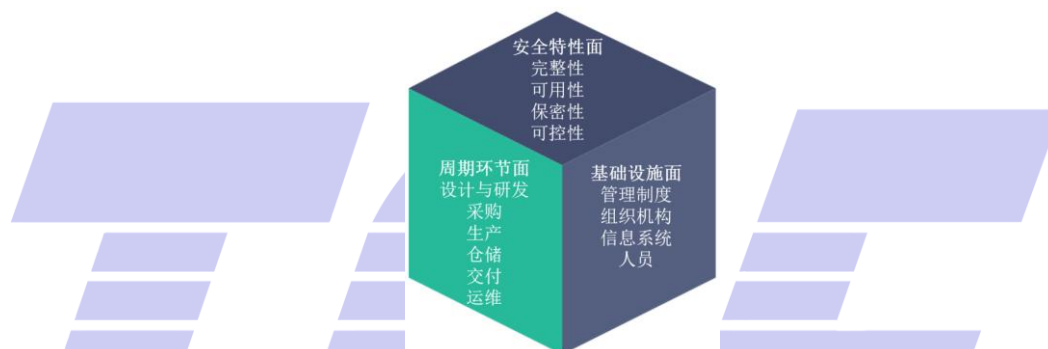 安全特性面
完整性
可用性
保密性
可控性
周期环节面
设计与研发
采购
生产
仓储
交付
运维
基础设施面
管理制度
组织机构
信息系统
人员